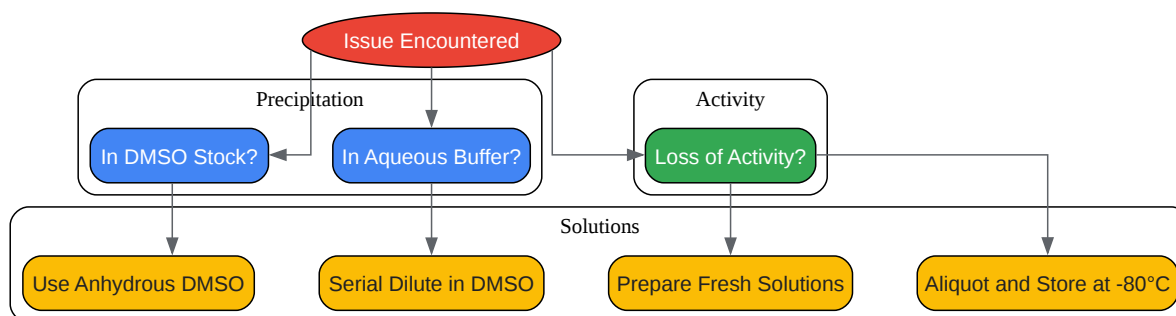 Issue Encountered
Precipitation
Activity
In DMSO Stock?
In Aqueous Buffer?
Loss of Activity?
Solutions
Use Anhydrous DMSO
Serial Dilute in DMSO
Prepare Fresh Solutions
Aliquot and Store at -80°C